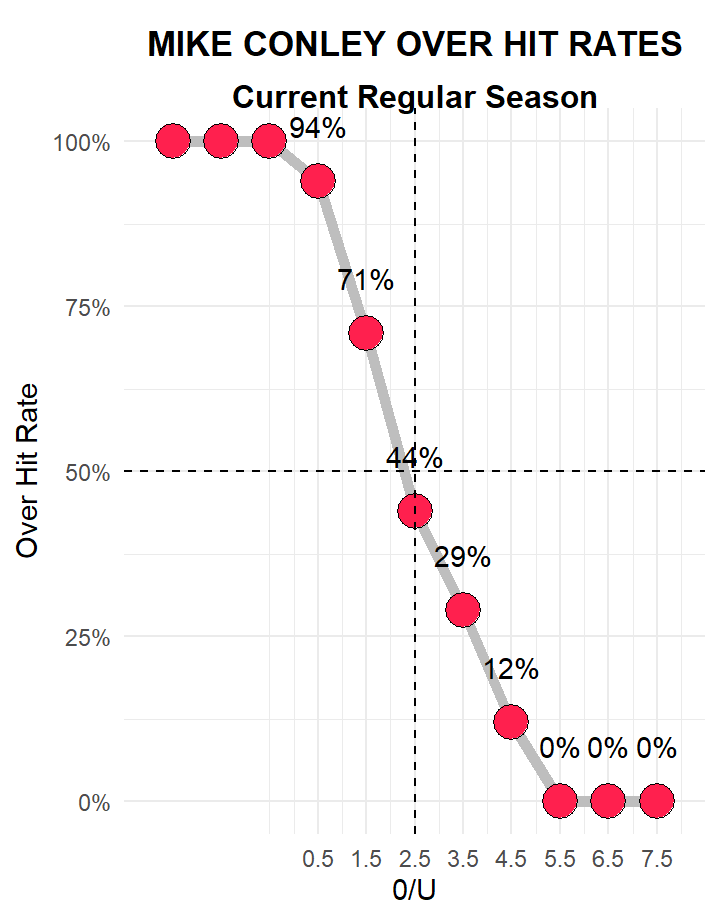 MIKE CONLEY OVER HIT RATES
Current Regular Season
94%
100%
71%
75%
44%
50%
Over Hit Rate
29%
25%
12%
0% 0% 0%
0%
0.5 1.5 2.5 3.5 4.5 5.5 6.5 7.5
0/U